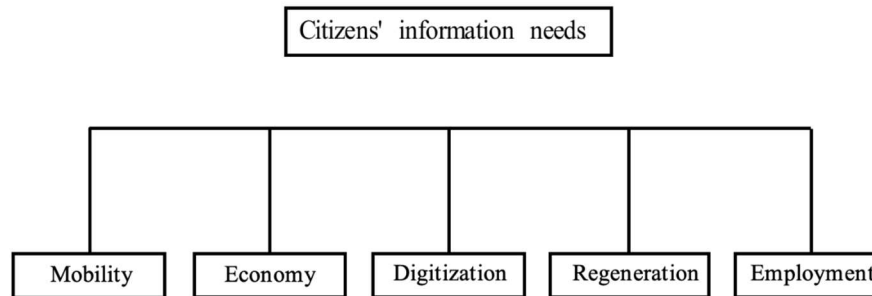 Citizens' information needs
Mobility
Economy
Digitization
Regeneration
Employment